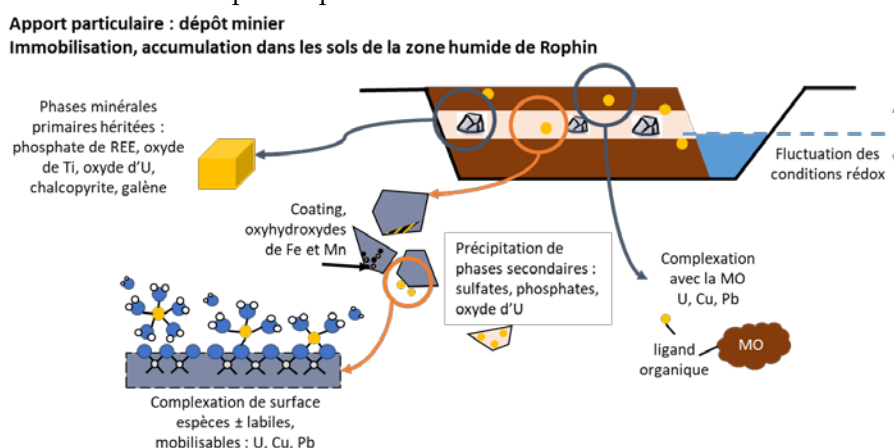 Apport particulaire : dépôt minier
Immobilisation, accumulation dans les sols de la zone humide de Rophin
Phases minérales
primaires héritées :
phosphate de REE, oxyde
de Ti, oxyde d'U,
chalcopyrite, galène
Fluctuation des
conditions rédox
Coating,
oxyhydroxydes
de Fe et Mn
Précipitation de
phases secondaires :
sulfates, phosphates,
oxyde d'U
Complexation
avec la MO
U, Cu, Pb
ligand
organique
MO
Complexation de surface
espèces ± labiles,
mobilisables : U, Cu, Pb